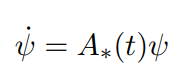 ψ̇ = A∗(t)ψ